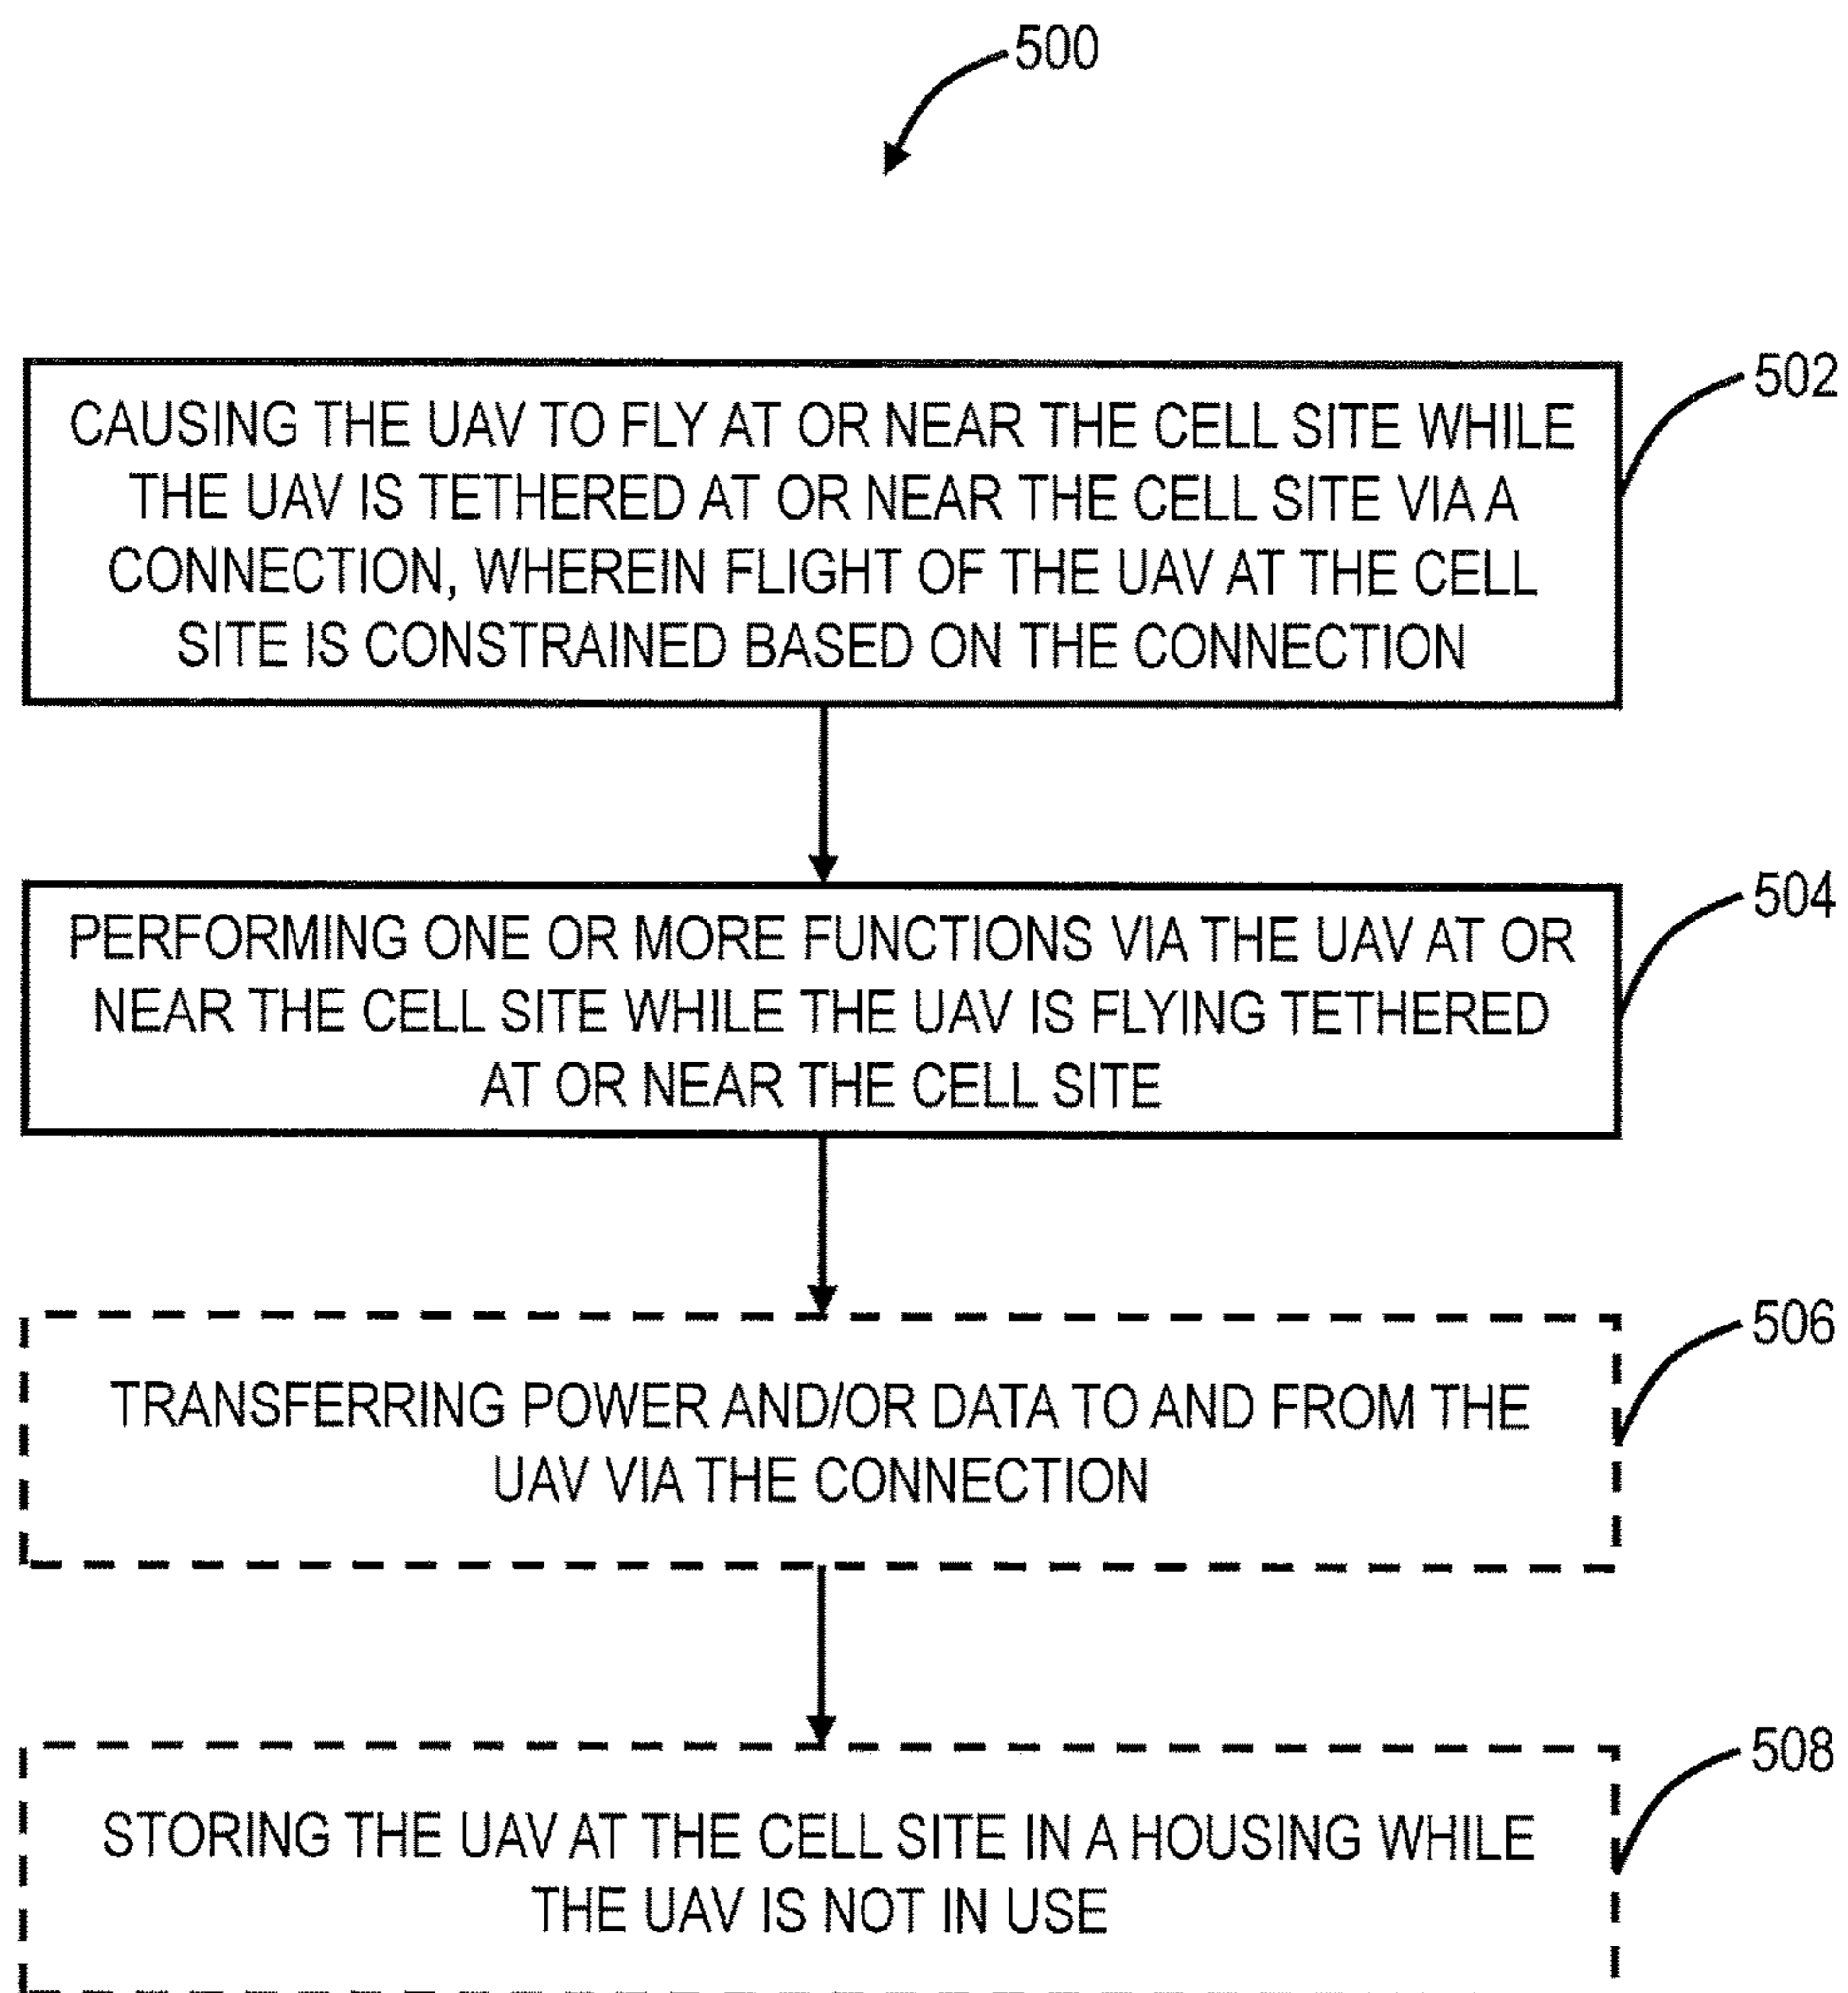 500
CAUSING THE UAV TO FLY AT OR NEAR THE CELL SITE WHILE
THE UAV IS TETHERED AT OR NEAR THE CELL SITE VIA A
CONNECTION, WHEREIN FLIGHT OF THE UAV AT THE CELL
SITE IS CONSTRAINED BASED ON THE CONNECTION
502
PERFORMING ONE OR MORE FUNCTIONS VIA THE UAV AT OR
NEAR THE CELL SITE WHILE THE UAV IS FLYING TETHERED
AT OR NEAR THE CELL SITE
504
TRANSFERRING POWER AND/OR DATA TO AND FROM THE
UAV VIA THE CONNECTION
506
STORING THE UAV AT THE CELL SITE IN A HOUSING WHILE
THE UAV IS NOT IN USE
508